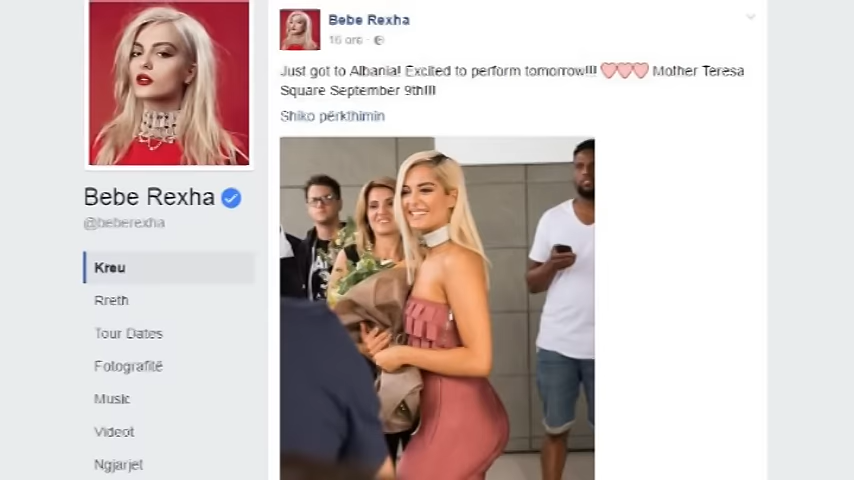 Bebe Rexha
16 orë
Just got to Albania! Excited to perform tomorrow!!! Mother Teresa
Square September 9th!!!
Shiko përkthimin
Bebe Rexha
@beberexha
Kreu
Rreth
Tour Dates
Fotografitë
Music
Videot
Ngjarjet